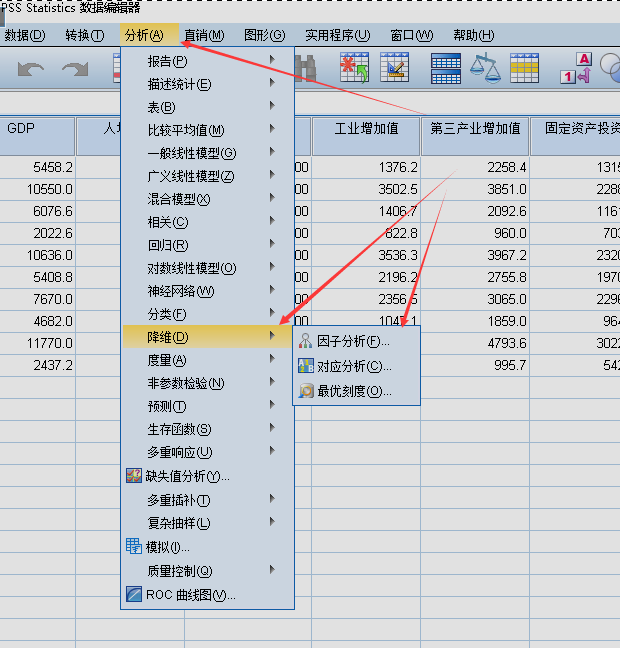 PSS Statistics 数据编辑器
数据(D) 转换(T) 分析(A) 直销(M) 图形(G) 实用程序(U) 窗口(W) 帮助(H)
GDP 工业增加值 第三产业增加值 固定资产投资
报告(P)
描述统计(E)
表(B)
比较平均值(M)
一般线性模型(G)
广义线性模型(Z)
混合模型(X)
相关(C)
回归(R)
对数线性模型(O)
神经网络(W)
分类(F)
降维(D)
度量(A)
非参数检验(N)
预测(T)
生存函数(S)
多重响应(U)
缺失值分析(Y)...
多重插补(T)
复杂抽样(L)
模拟(I)...
质量控制(Q)
ROC 曲线图(V)...
因子分析(F)...
对应分析(C)...
最优刻度(O)...
5458.2 00 1376.2 2258.4 1315
10550.0 00 3502.5 3851.0 2288
6076.6 00 1406.7 2092.6 1161
2022.6 00 822.8 960.0 703
10636.0 00 3536.3 3967.2 2320
5408.8 00 2196.2 2755.8 1970
7670.0 00 2356.5 3065.0 2296
4682.0 00 1047.1 1859.0 964
11770.0 4793.6 3022
2437.2 995.7 542